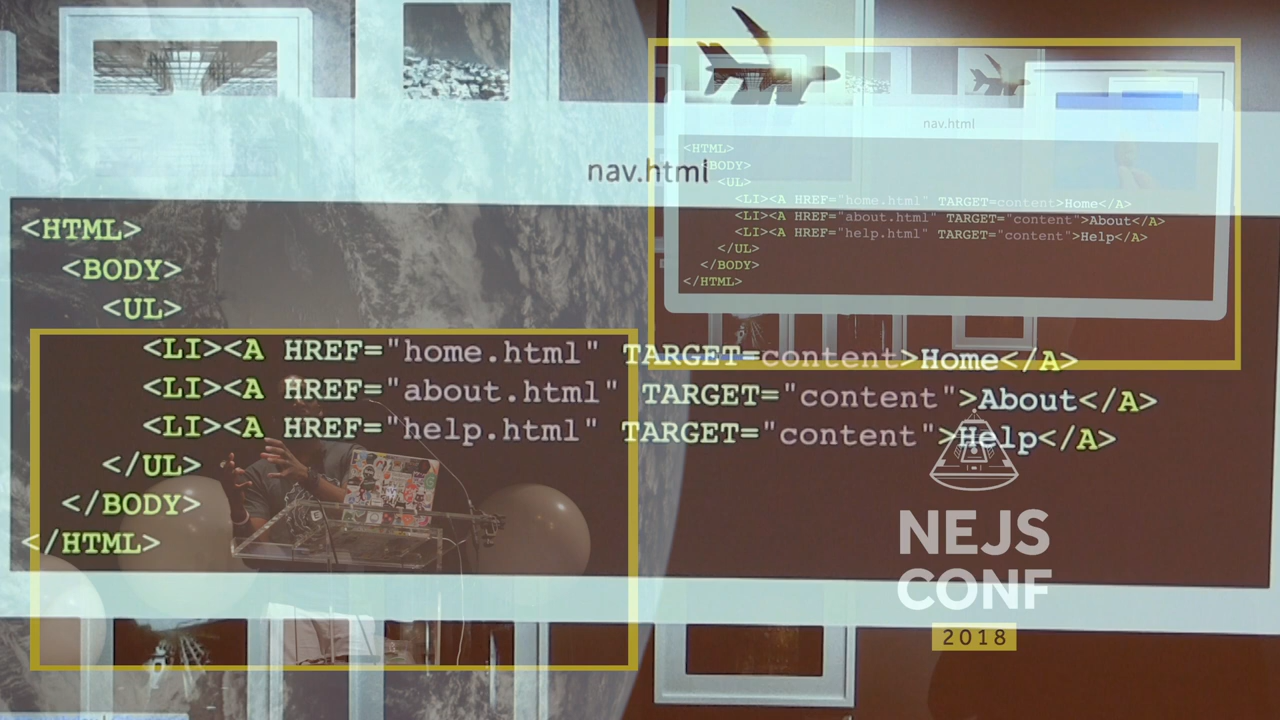 nav.html
<HTML>
<BODY>
<UL>
<LI><A HREF="home.html" TARGET=content>Home</A>
<LI><A HREF="about.html" TARGET="content">About</A>
<LI><A HREF="help.html" TARGET="content">Help</A>
</UL>
</BODY>
</HTML>
nav.html
<HTML>
<BODY>
<UL>
<LI><A HREF="home.html" TARGET=content>Home</A>
<LI><A HREF="about.html" TARGET="content">About</A>
<LI><A HREF="help.html" TARGET="content">Help</A>
</UL>
</BODY>
</HTML>
NEJS
CONF
2018